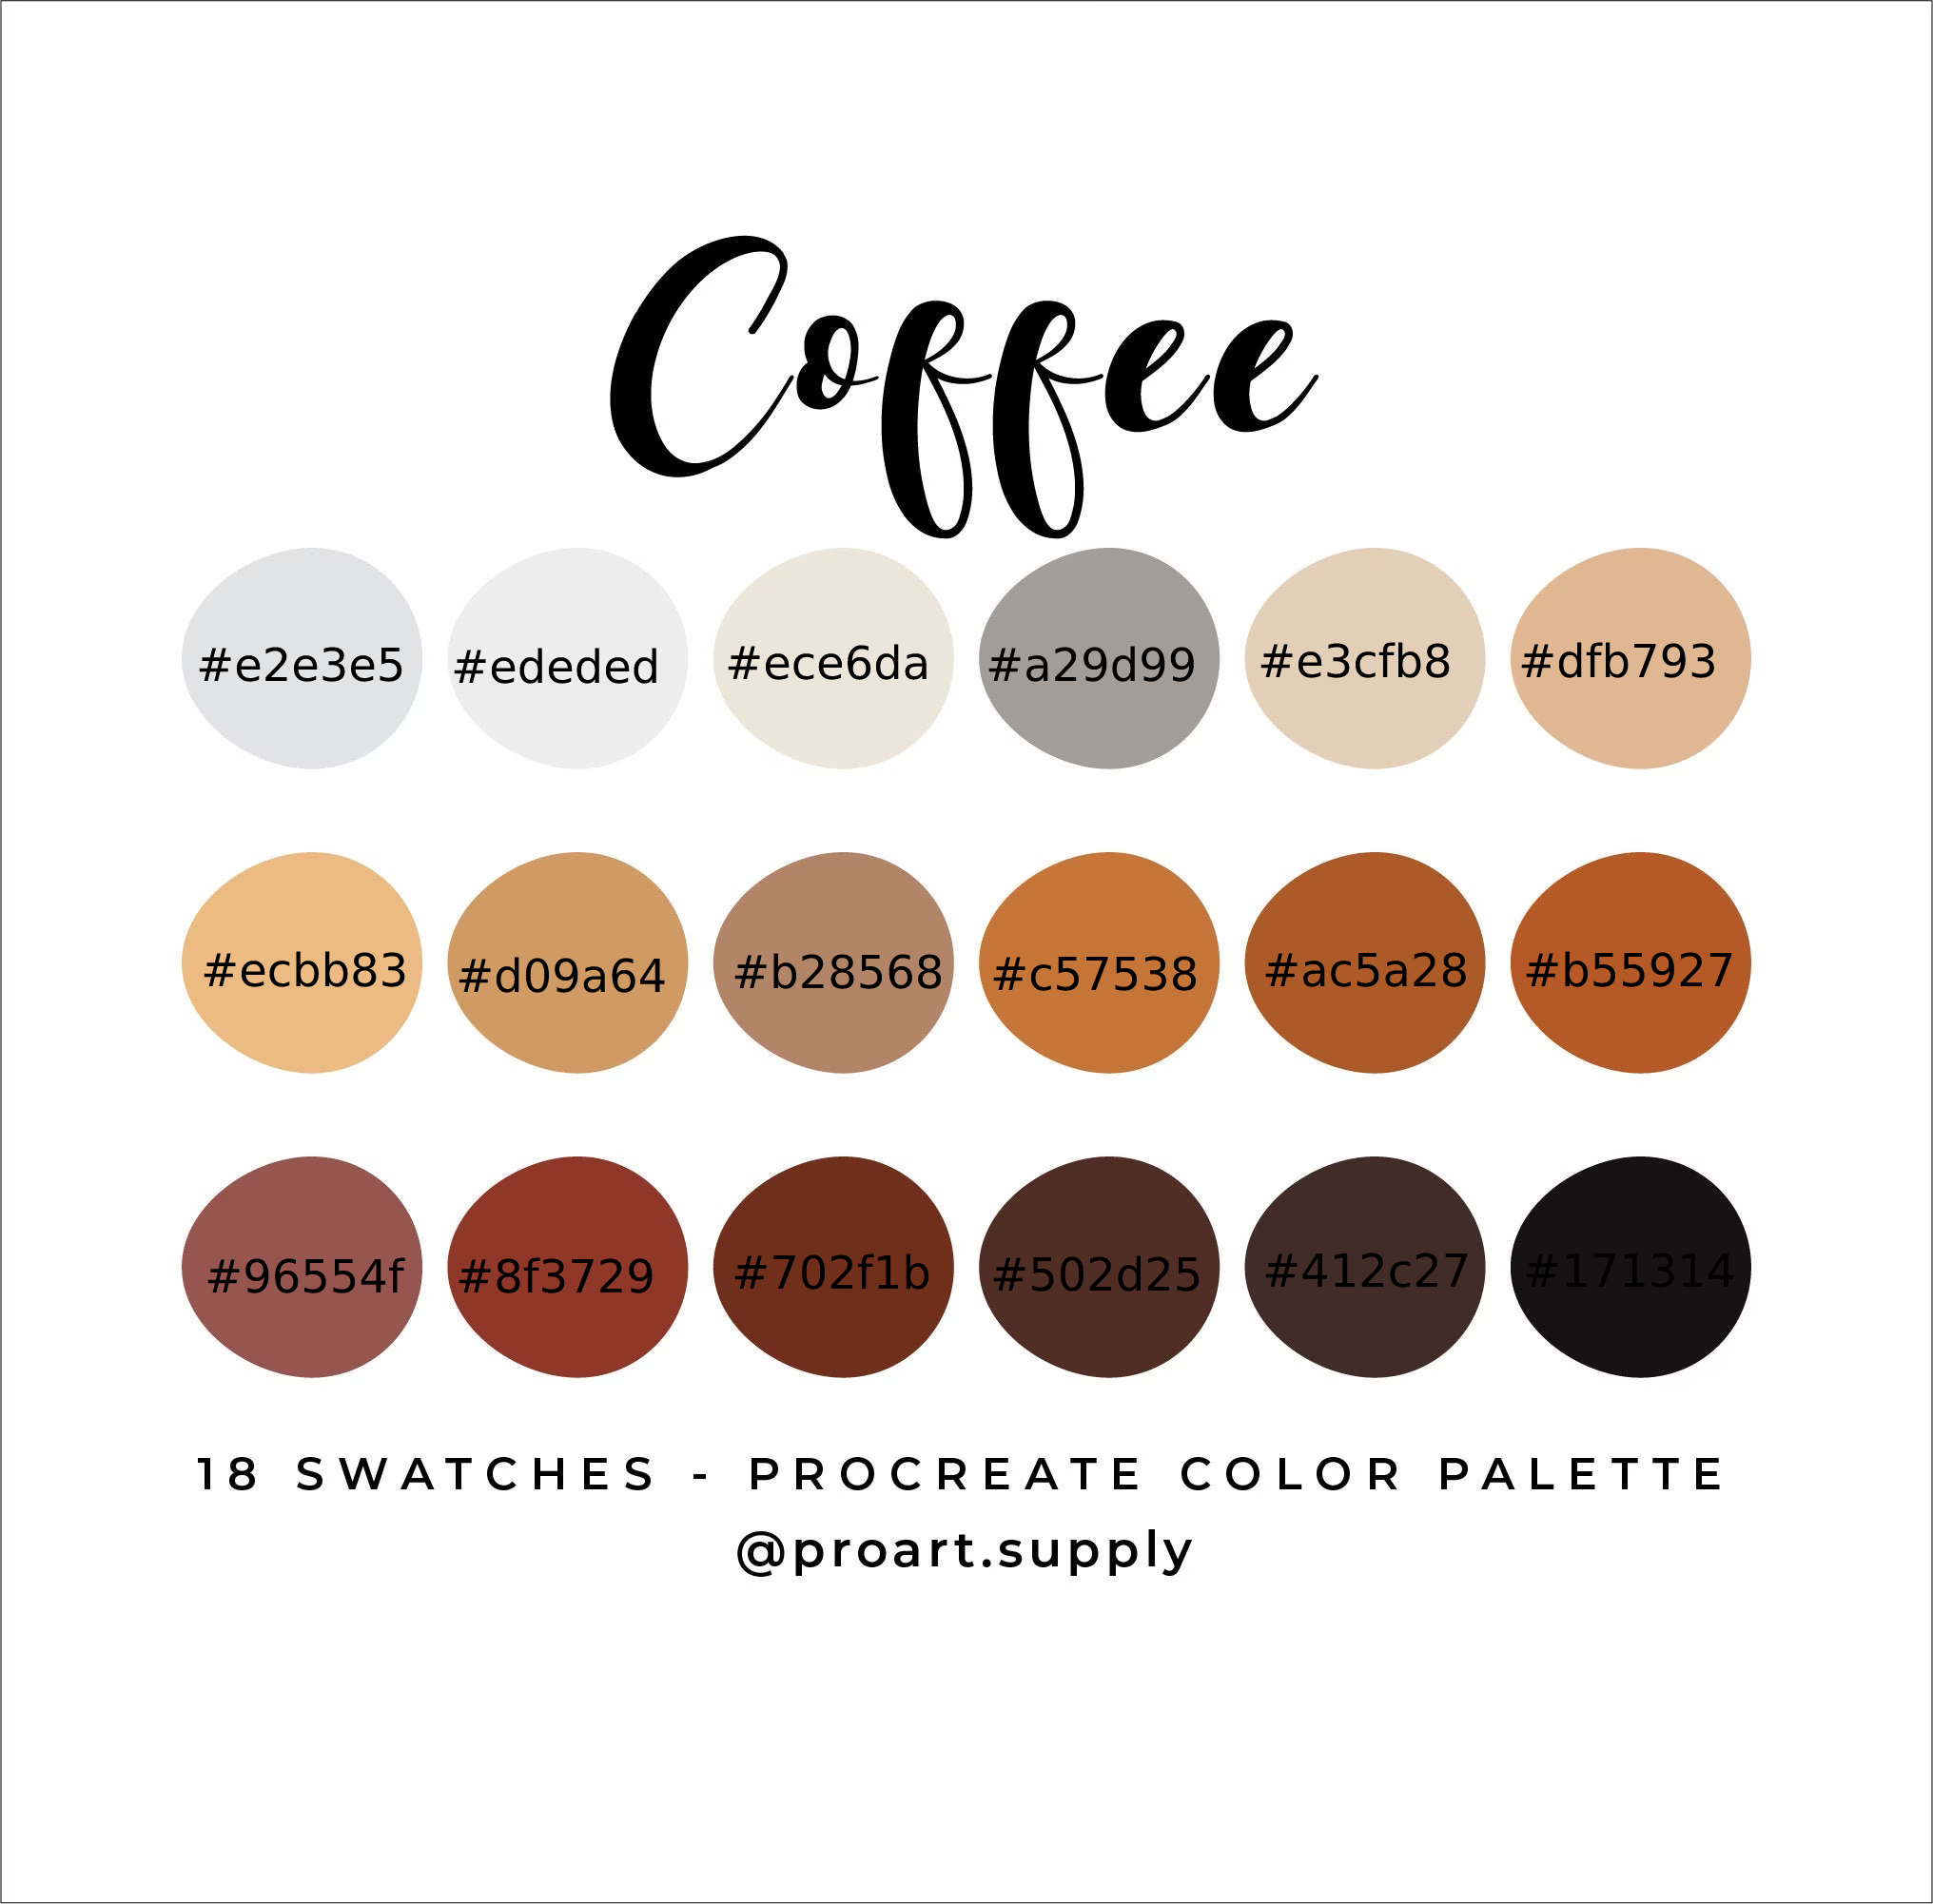 Coffee
#e2e3e5 #ededed #ece6da #a29d99 #e3cfb8 #dfb793
#ecbb83 #d09a64 #b28568 #c57538 #ac5a28 #b55927
#96554f #8f3729 #702f1b #502d25 #412c27 #171314
18 SWATCHES - PROCREATE COLOR PALETTE
@proart.supply